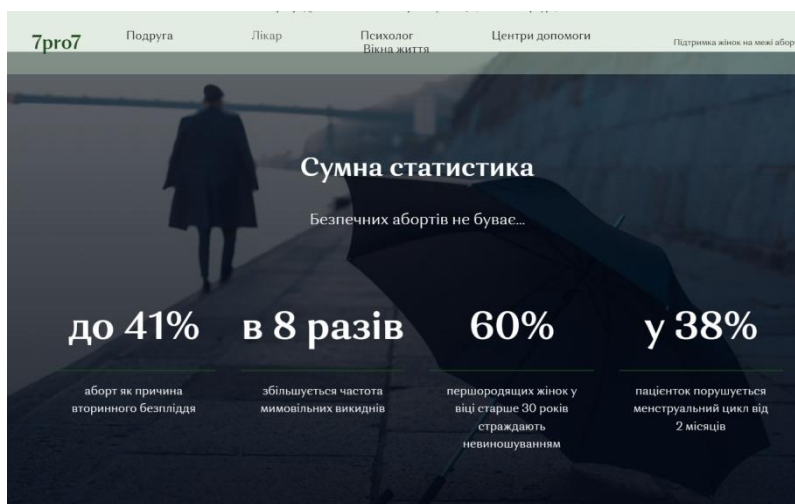 7pro7
Подруга
Лікар
Психолог
Центри допомоги
Вікна життя
Підтримка жінок на межі абор
Сумна статистика
Безпечних абортів не буває...
до 41%
аборт як причина
вторинного безпліддя
в 8 разів
збільшується частота
мимовільних викиднів
60%
першородящих жінок у
віці старше 30 років
страждають
невиношуванням
у 38%
пацієнток порушується
менструальний цикл від
2 місяців